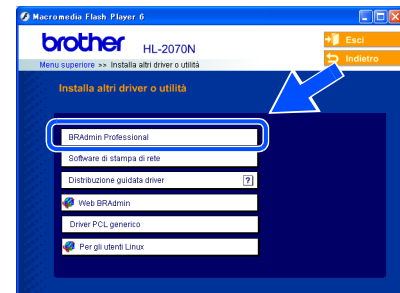 Macromedia Flash Player 6
brother HL-2070N
Esci
Menu superiore >> Installa altri driver o utilità
Indietro
Installa altri driver o utilità
BRAdmin Professional
Software di stampa di rete
Distribuzione guidata driver ?
Web BRAdmin
Driver PCL generico
Per gli utenti Linux